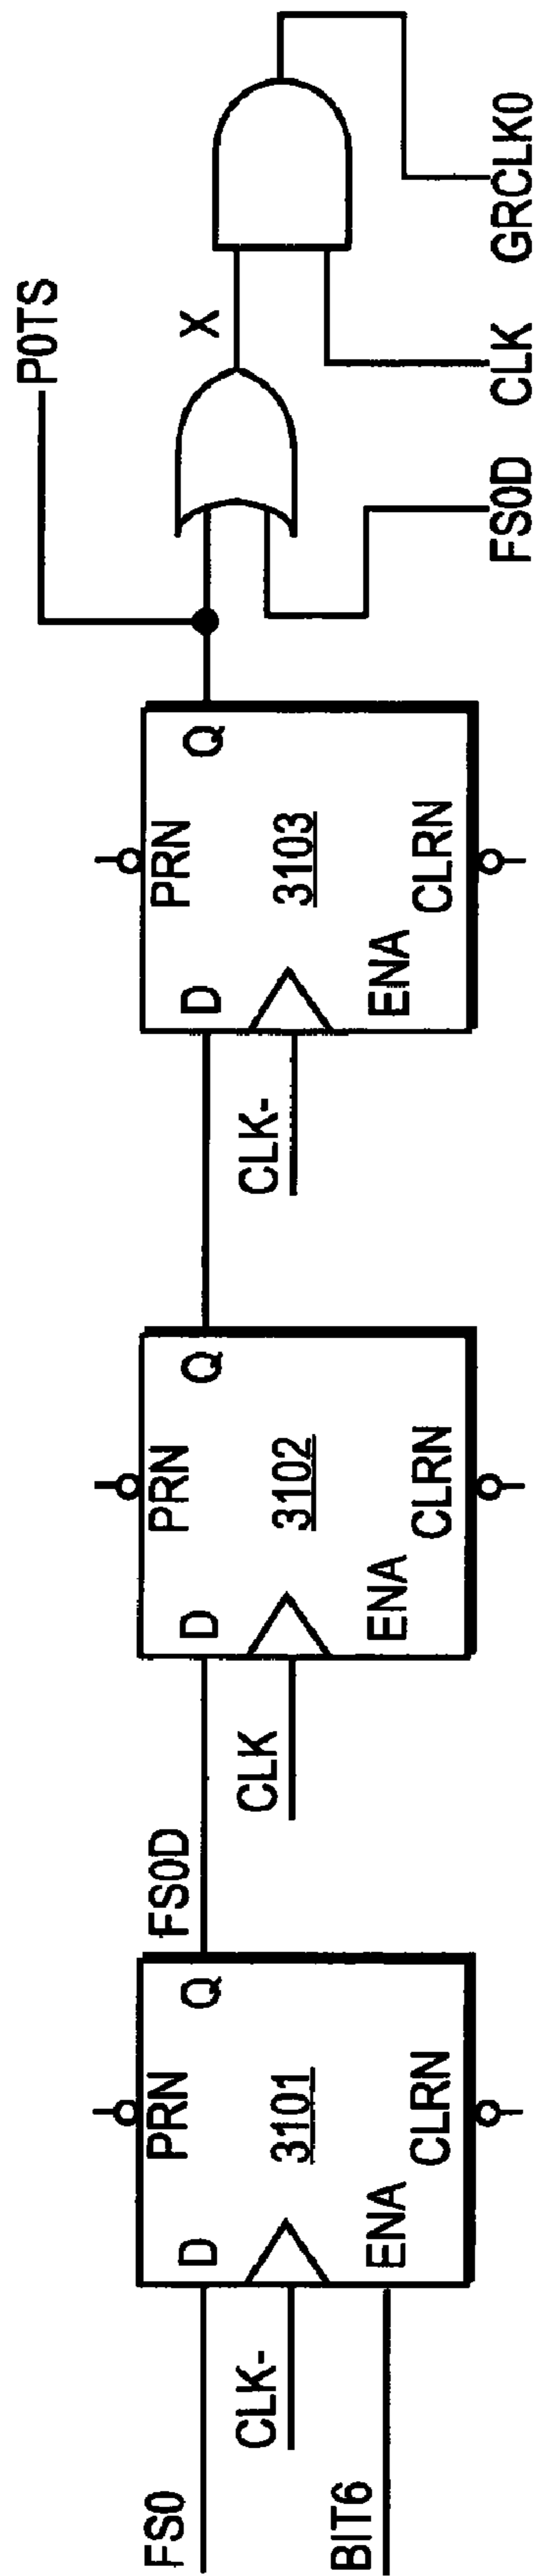 FS0
CLK-
BIT6
PRN
D
Q
3101
ENA
CLRN
FS0D
CLK
PRN
D
Q
3102
ENA
CLRN
CLK-
PRN
D
Q
3103
ENA
CLRN
P0TS
X
FS0D
CLK
GRCLK0